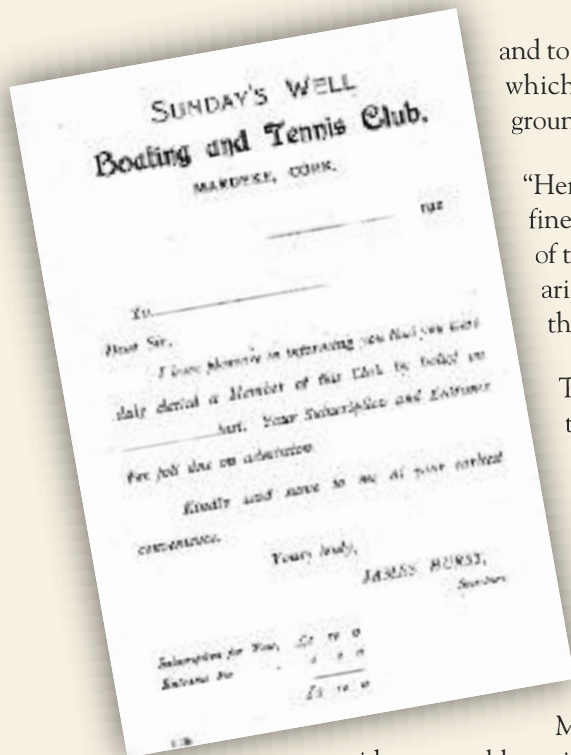 SUNDAY'S WELL
Boating and Tennis Club.
MARDYKE, CORK.
192
To
Dear Sir,
I have pleasure in informing you that you were
duly elected a Member of this Club by ballot on
last. Your Subscription and Entrance
Fee fell due on admission.
Kindly send same to me at your earliest
convenience.
Yours truly,
JAMES HURST,
Secretary.
Subscription for Year,
Entrance Fee
and to
which
groun
“Her
fine
of t
ari
th
T
t
M